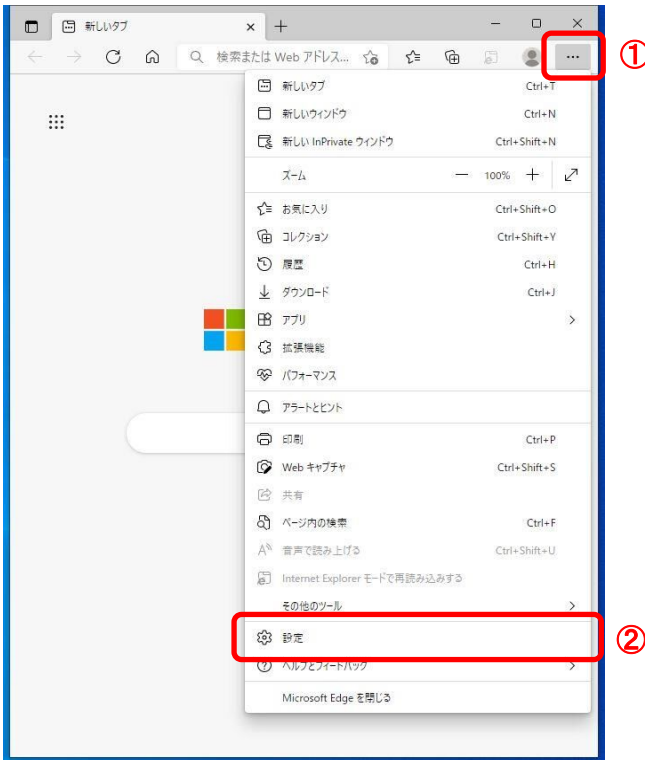 新しいタブ
検索または Web アドレス...
①
新しいタブ Ctrl+T
新しいウィンドウ Ctrl+N
新しい InPrivate ウィンドウ Ctrl+Shift+N
ズーム 100%
お気に入り Ctrl+Shift+O
コレクション Ctrl+Shift+Y
履歴 Ctrl+H
ダウンロード Ctrl+J
アプリ
拡張機能
パフォーマンス
アラートとヒント
印刷 Ctrl+P
Web キャプチャ Ctrl+Shift+S
共有
ページ内の検索 Ctrl+F
音声で読み上げる Ctrl+Shift+U
Internet Explorer モードで再読み込みする
その他のツール
設定
②
ヘルプとフィードバック
Microsoft Edge を閉じる